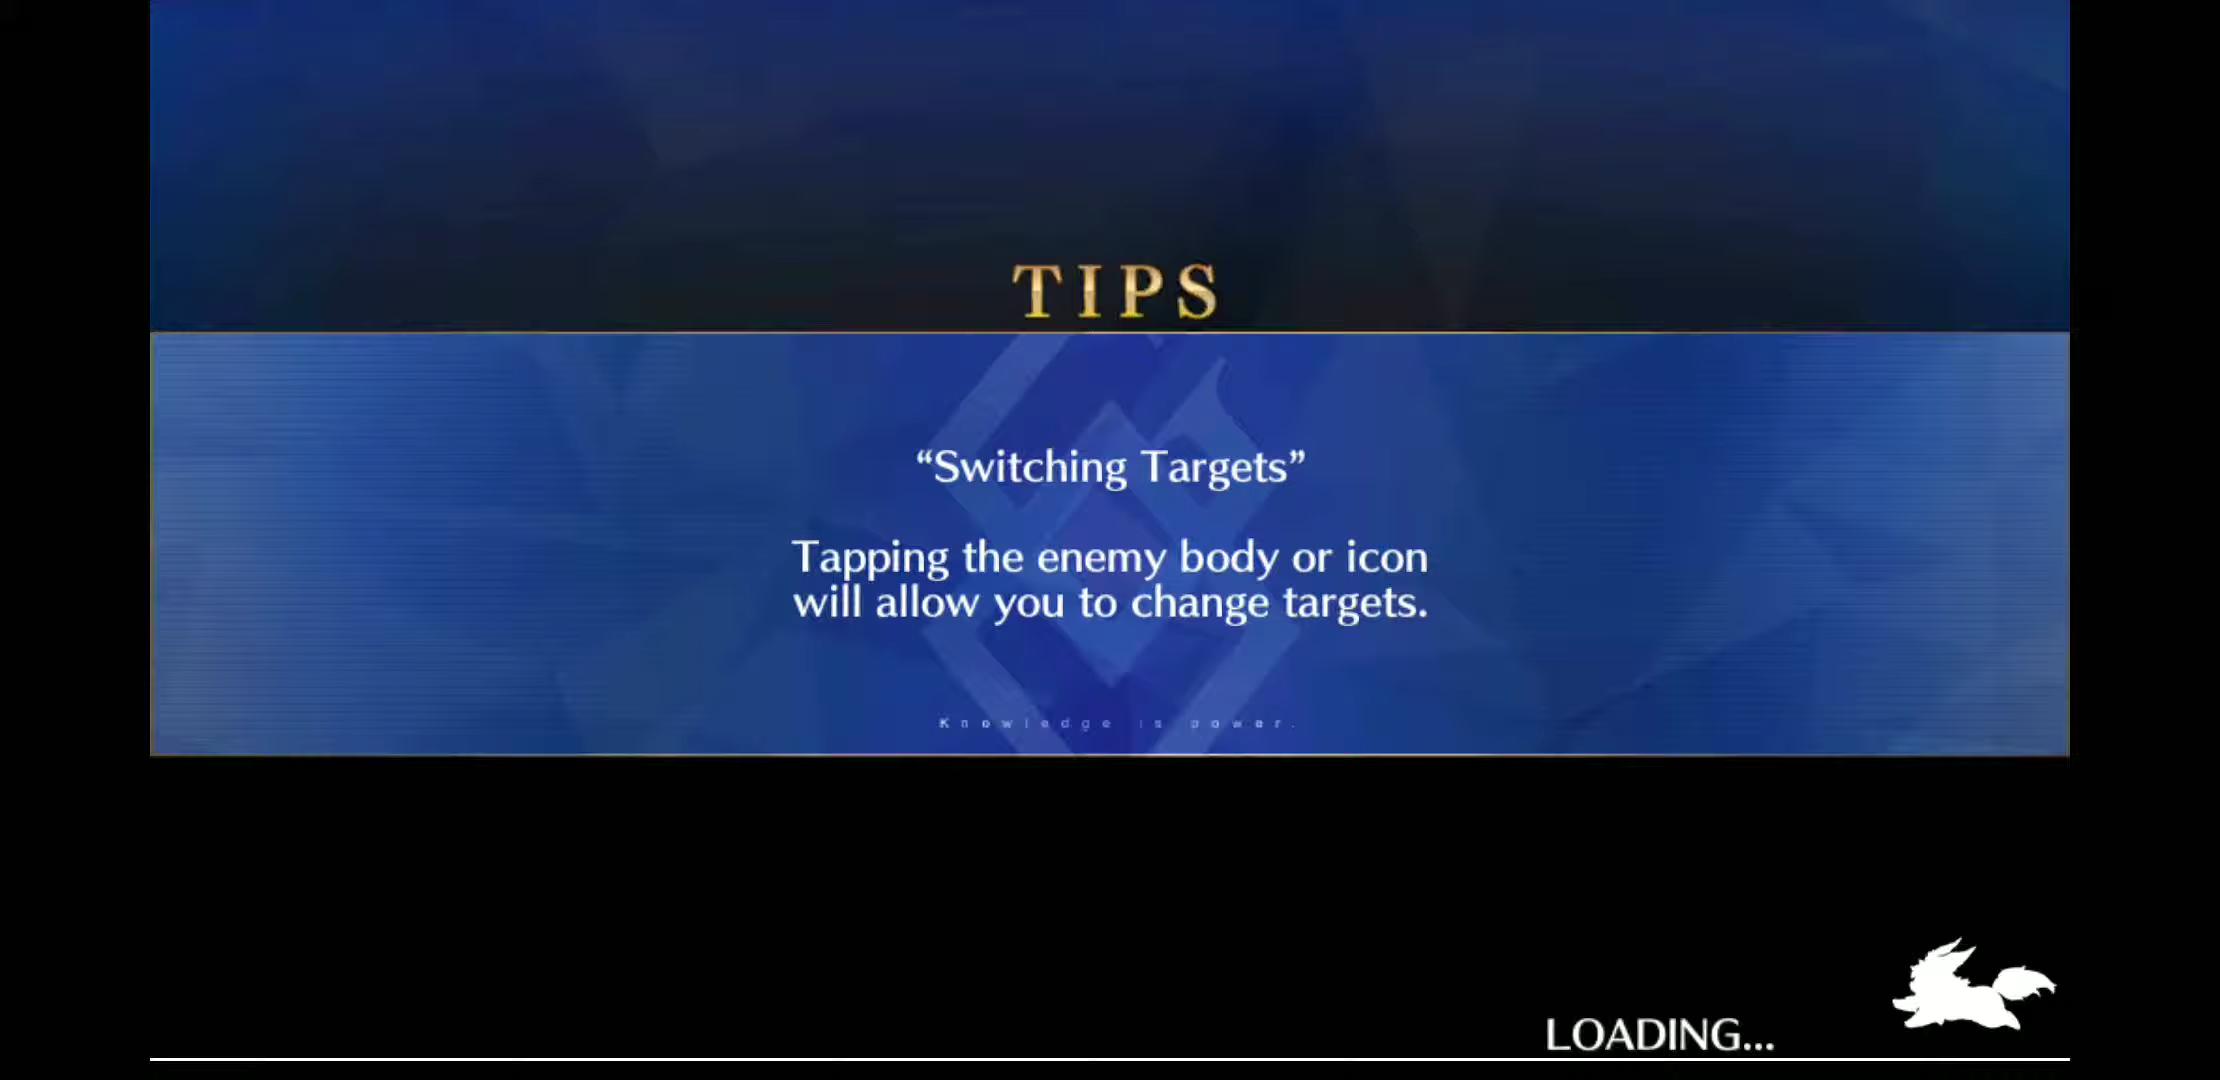 TIPS
“Switching Targets”
Tapping the enemy body or icon
will allow you to change targets.
Knowledge is power.
LOADING...